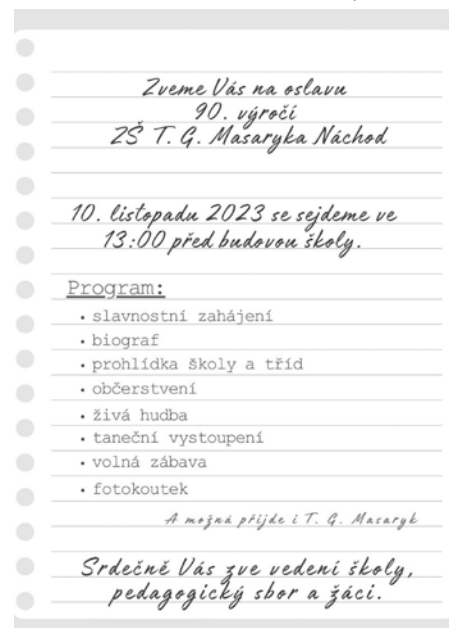 Zveme Vás na oslavu
90. výročí
ZŠ T. G. Masaryka Náchod
10. listopadu 2023 se sejdeme ve
13:00 před budovou školy.
Program:
• slavnostní zahájení
• biograf
• prohlídka školy a tříd
• občerstvení
• živá hudba
• taneční vystoupení
• volná zábava
• fotokoutek
A možná přijde i T. G. Masaryk
Srdečně Vás zve vedení školy,
pedagogický sbor a žáci.